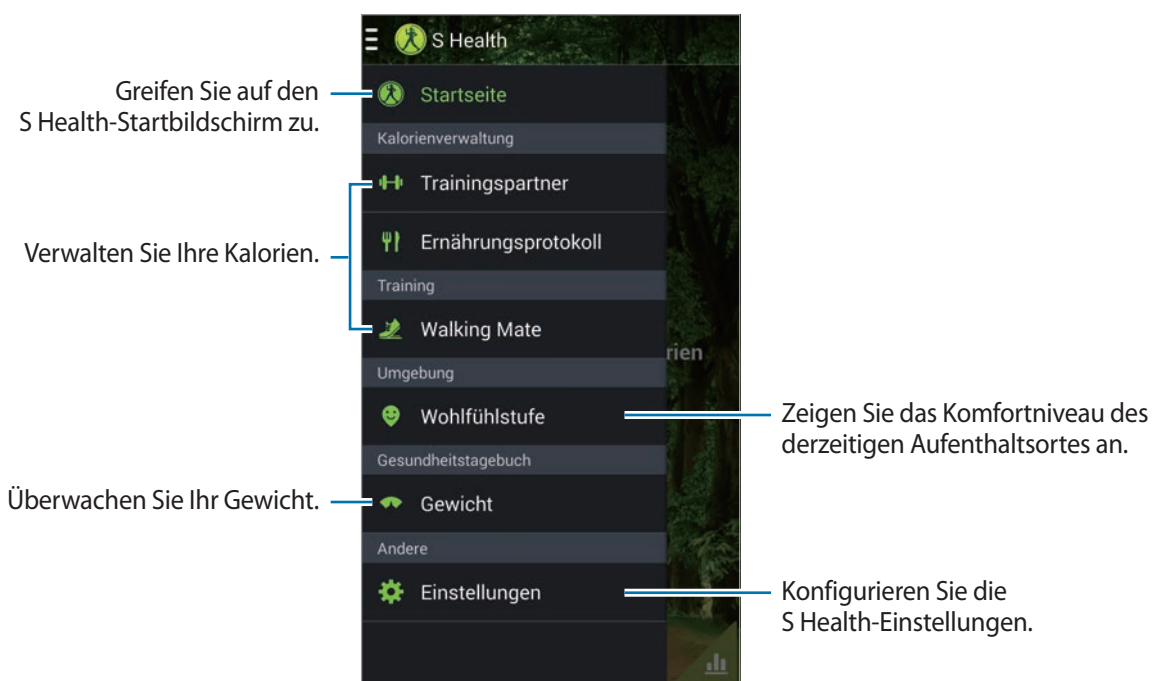 S Health
Greifen Sie auf den
S Health-Startbildschirm zu.
Startseite
Kalorienverwaltung
Trainingspartner
Verwalten Sie Ihre Kalorien.
Ernährungsprotokoll
Training
Walking Mate
rien
Umgebung
Wohlfühlstufe
Zeigen Sie das Komfortniveau des
derzeitigen Aufenthaltsortes an.
Gesundheitstagebuch
Überwachen Sie Ihr Gewicht.
Gewicht
Andere
Einstellungen
Konfigurieren Sie die
S Health-Einstellungen.